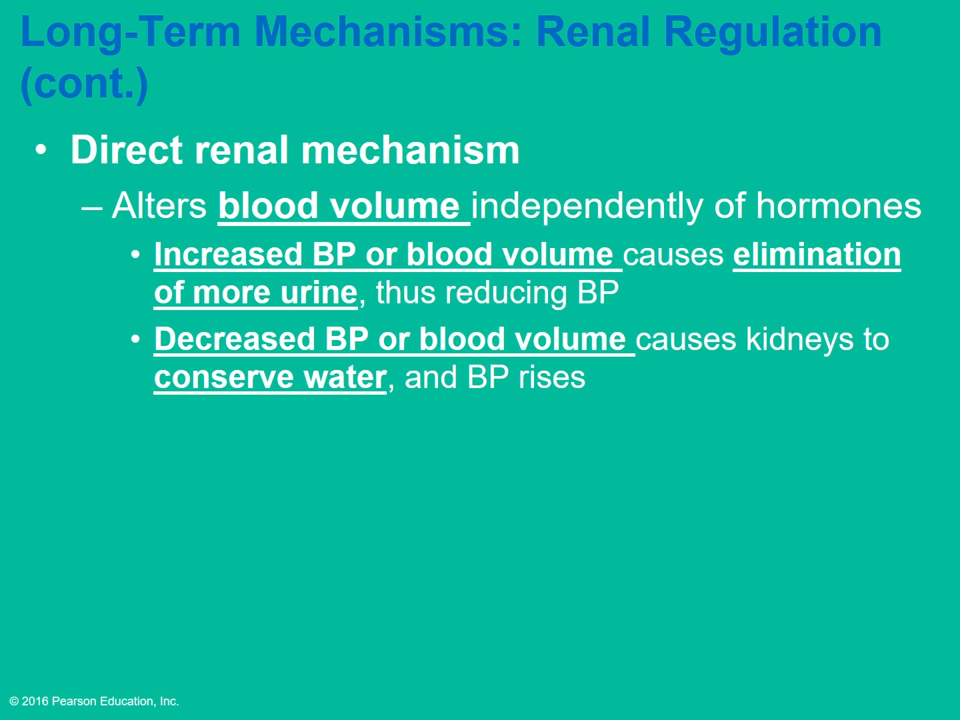 Long-Term Mechanisms: Renal Regulation
(cont.)
• Direct renal mechanism
– Alters blood volume independently of hormones
• Increased BP or blood volume causes elimination
of more urine, thus reducing BP
• Decreased BP or blood volume causes kidneys to
conserve water, and BP rises
© 2016 Pearson Education, Inc.